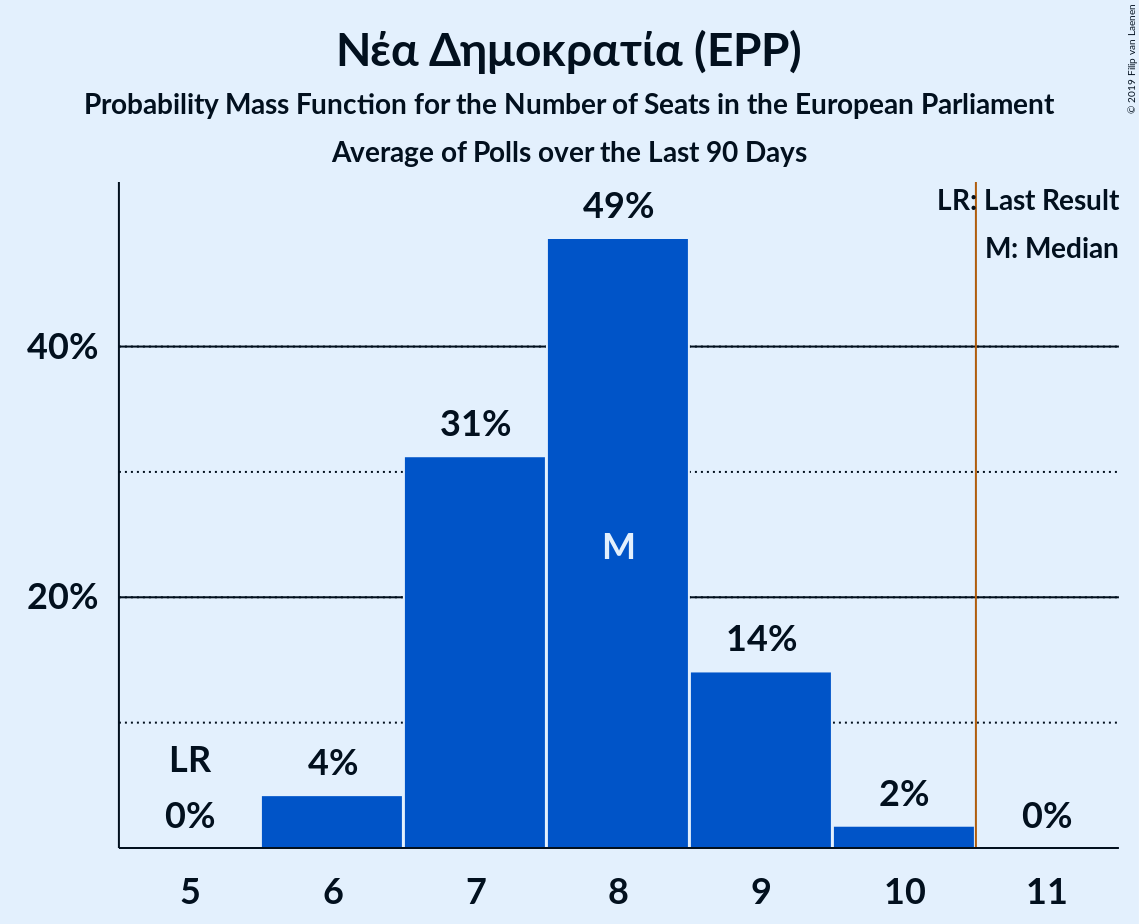 Νέα Δημοκρατία (EPP)
Probability Mass Function for the Number of Seats in the European Parliament
Average of Polls over the Last 90 Days
© 2019 Filip van Laenen
LR: Last Result
M: Median
49%
40%
31%
M
20%
14%
LR
4%
2%
0%
0%
5 6 7 8 9 10 11